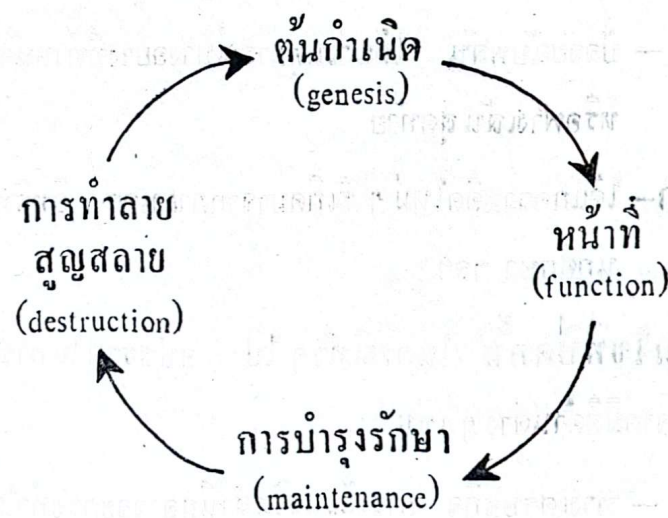 ต้นกำเนิด
(genesis)
หน้าที่
(function)
การบำรุงรักษา
(maintenance)
การทำลาย
สูญสลาย
(destruction)